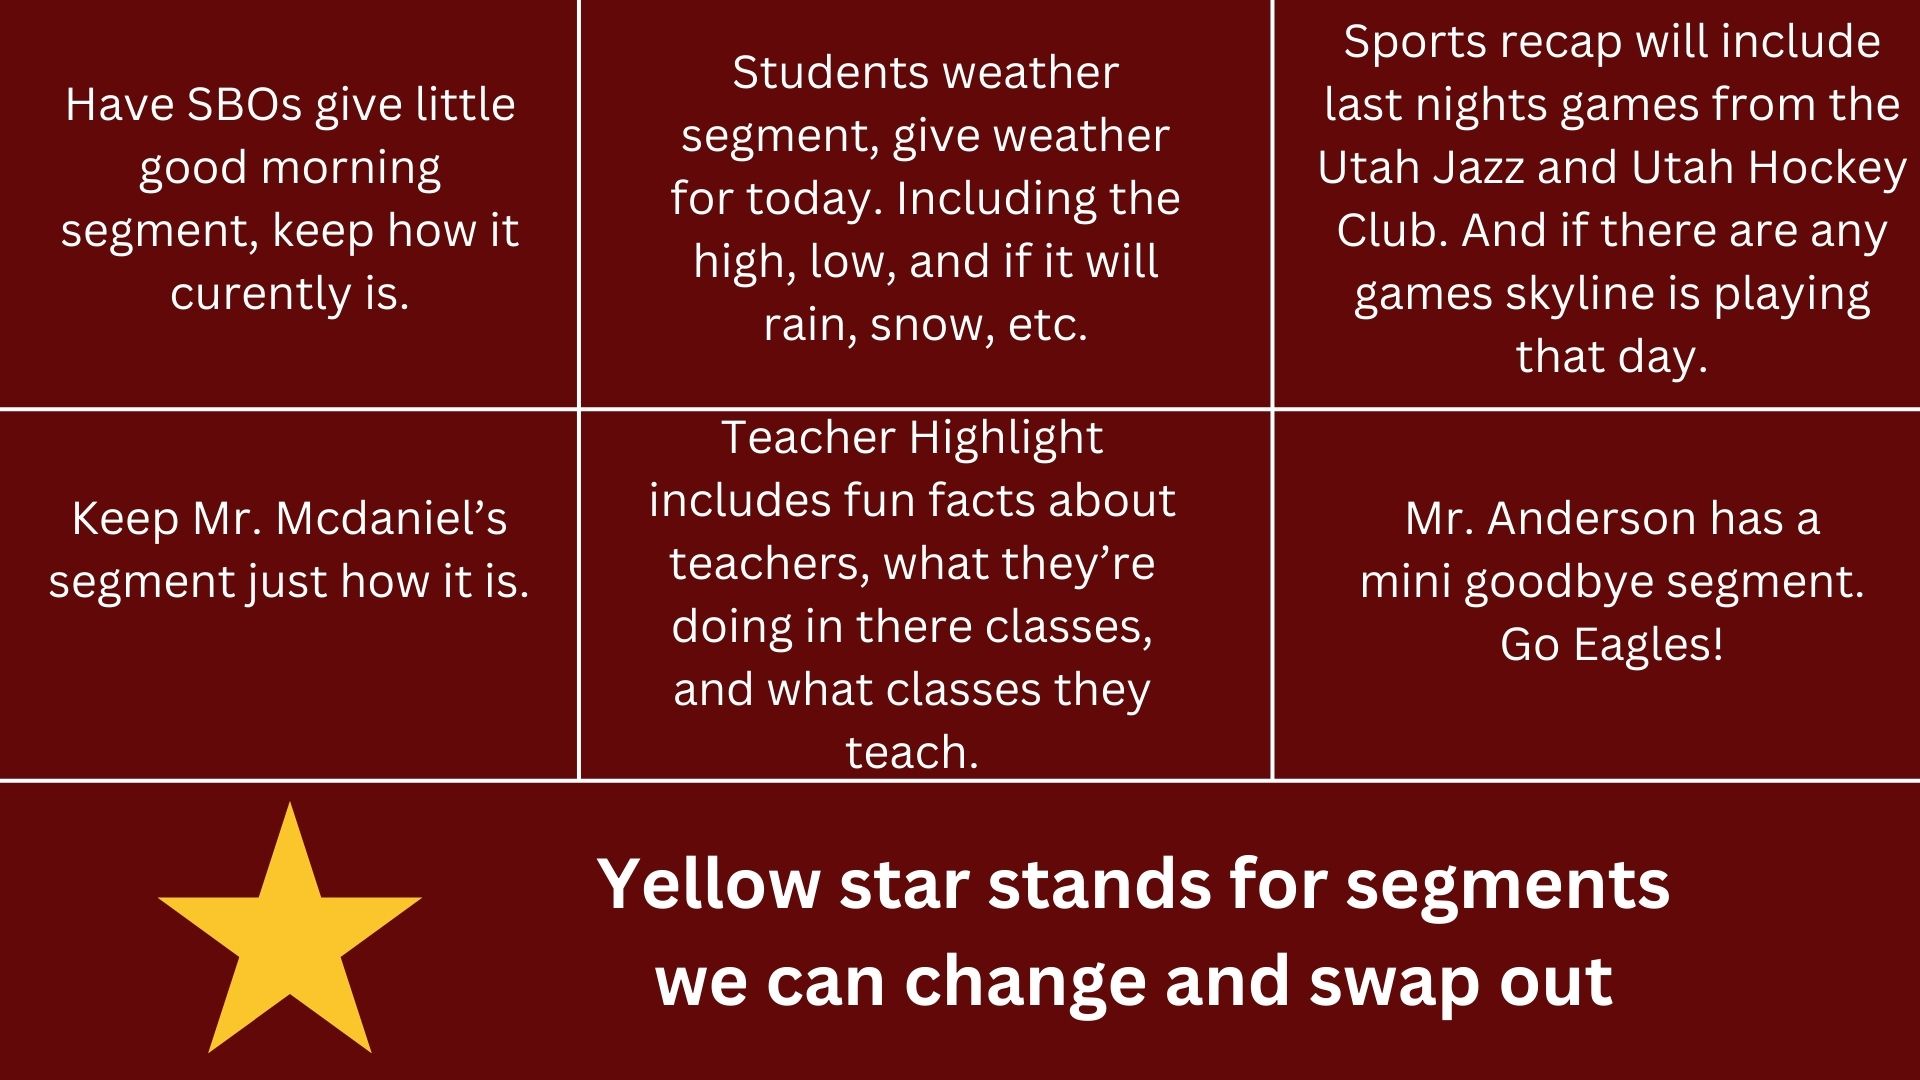 Have SBOs give little
good morning
segment, keep how it
curently is.
Students weather
segment, give weather
for today. Including the
high, low, and if it will
rain, snow, etc.
Sports recap will include
last nights games from the
Utah Jazz and Utah Hockey
Club. And if there are any
games skyline is playing
that day.
Keep Mr. Mcdaniel’s
segment just how it is.
Teacher Highlight
includes fun facts about
teachers, what they’re
doing in there classes,
and what classes they
teach.
Mr. Anderson has a
mini goodbye segment.
Go Eagles!
Yellow star stands for segments
we can change and swap out